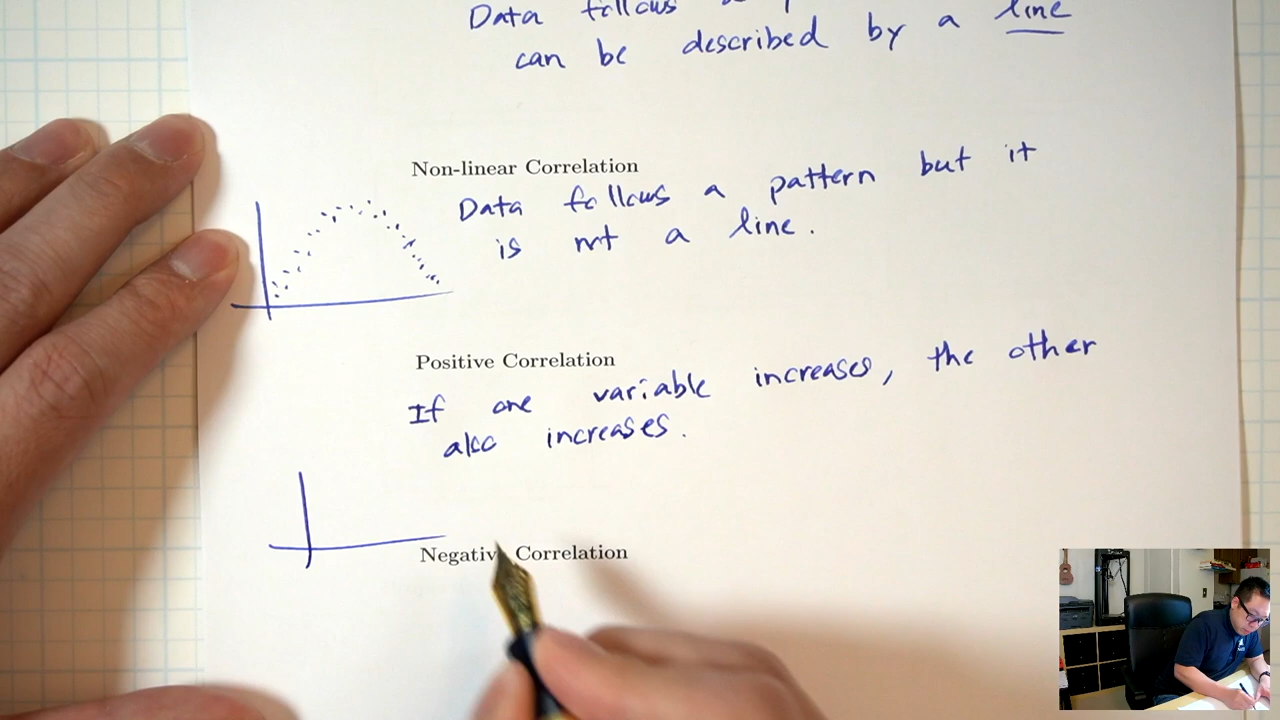 Data follows a
can be described by a line
Non-linear Correlation
Data follows a pattern but it
is not a line.
Positive Correlation
If one variable increases, the other
also increases.
Negative Correlation